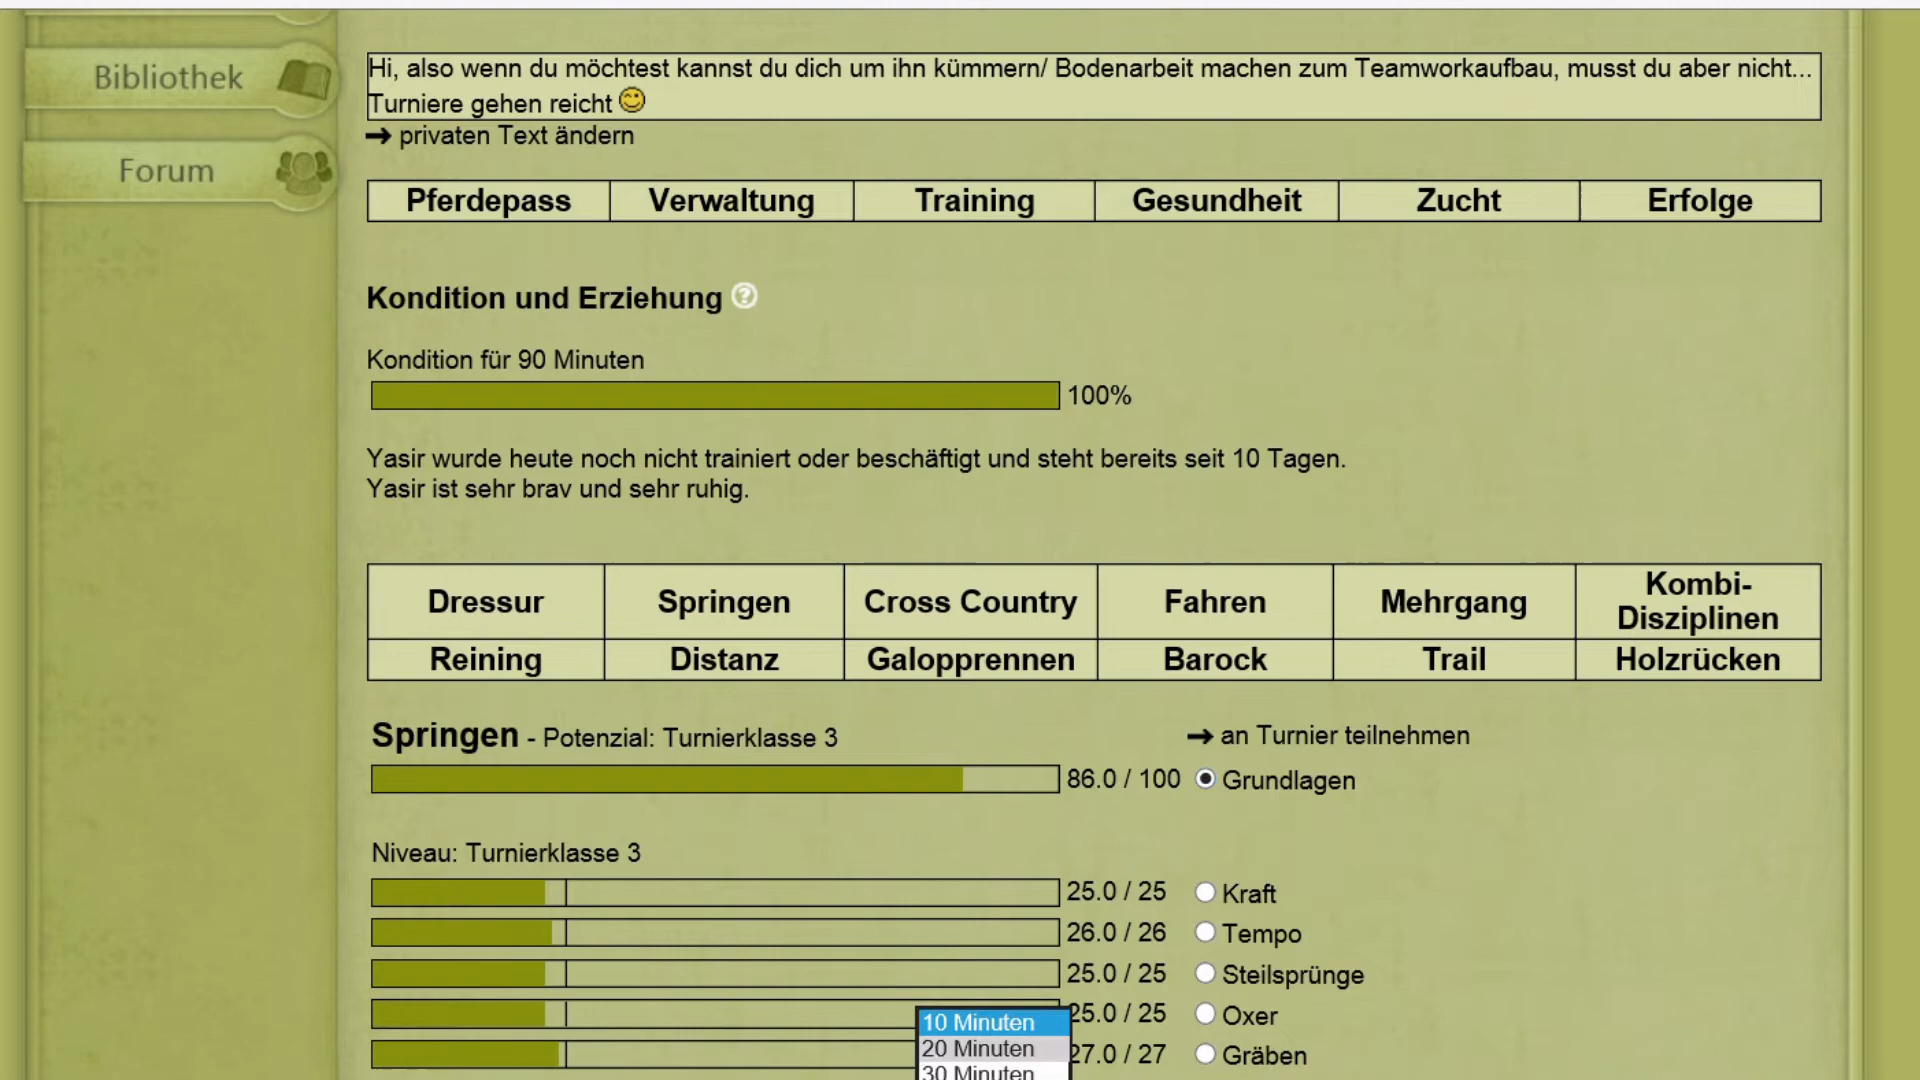 Bibliothek
Forum
Hi, also wenn du möchtest kannst du dich um ihn kümmern/ Bodenarbeit machen zum Teamworkaufbau, musst du aber nicht...
Turniere gehen reicht
→ privaten Text ändern
Pferdepass Verwaltung Training Gesundheit Zucht Erfolge
Kondition und Erziehung ?
Kondition für 90 Minuten
100%
Yasir wurde heute noch nicht trainiert oder beschäftigt und steht bereits seit 10 Tagen.
Yasir ist sehr brav und sehr ruhig.
Dressur Springen Cross Country Fahren Mehrgang Kombi-
Disziplinen
Reining Distanz Galopprennen Barock Trail Holzrücken
Springen - Potenzial: Turnierklasse 3 → an Turnier teilnehmen
86.0 / 100 Grundlagen
Niveau: Turnierklasse 3
25.0 / 25 Kraft
26.0 / 26 Tempo
25.0 / 25 Steilsprünge
25.0 / 25 Oxer
10 Minuten
20 Minuten 27.0 / 27 Gräben
30 Minuten